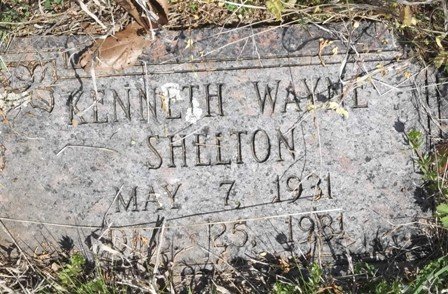 KENNETH WAYNE
SHELTON
MAY 7, 1931
25, 1981